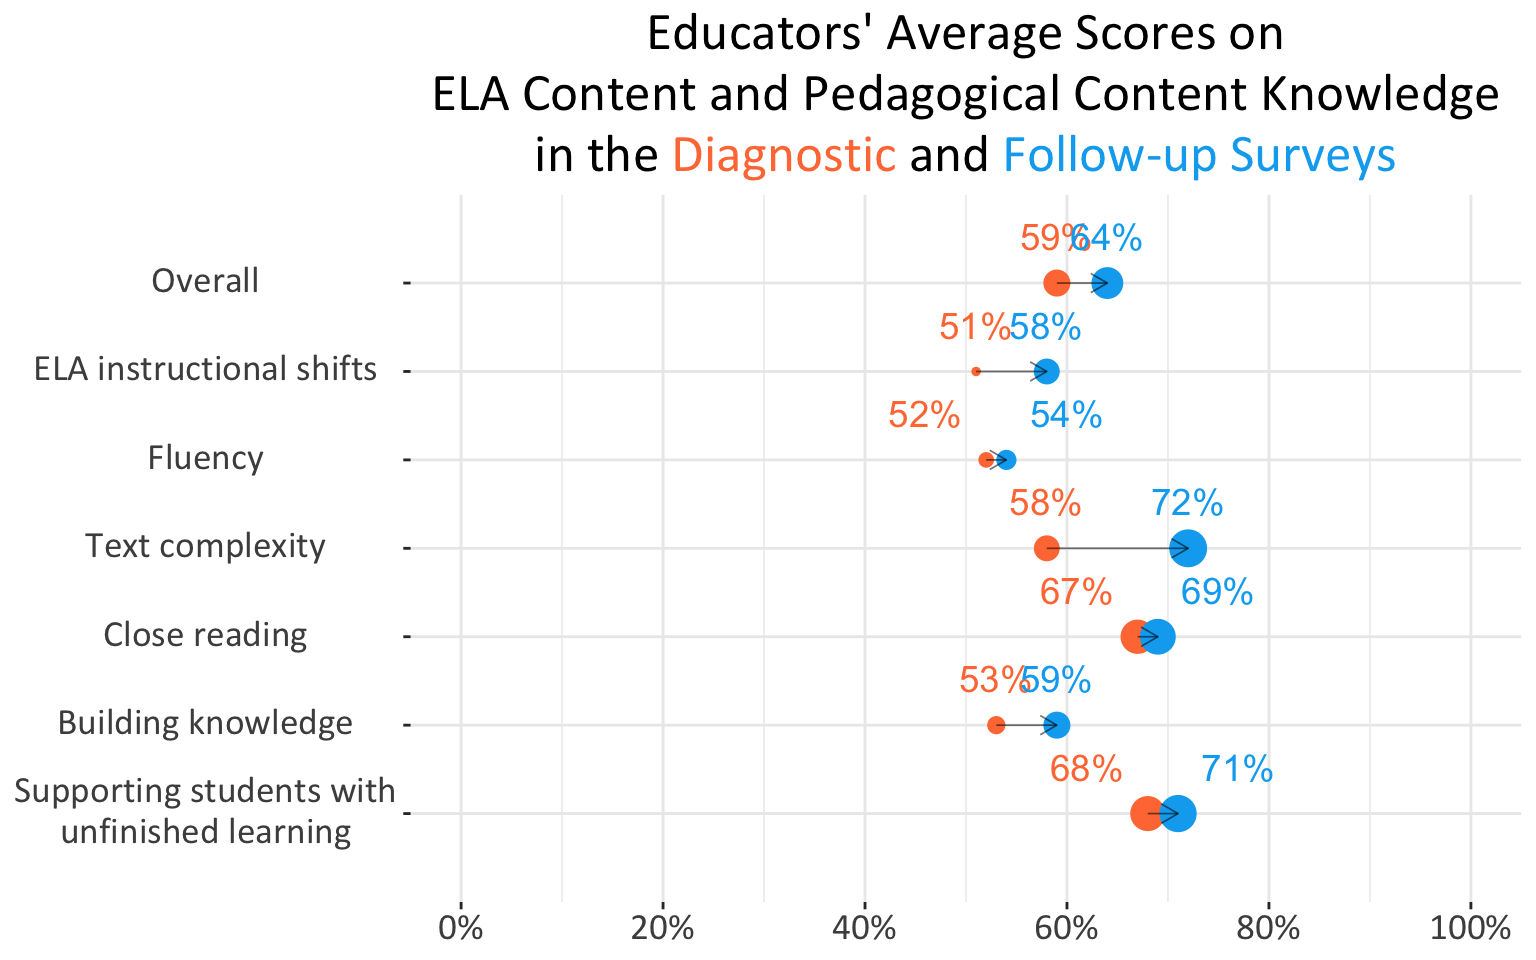 Educators' Average Scores on
ELA Content and Pedagogical Content Knowledge
in the Diagnostic and Follow-up Surveys
59% 64%
Overall
51% 58%
ELA instructional shifts
52% 54%
Fluency
58% 72%
Text complexity
67% 69%
Close reading
53% 59%
Building knowledge
68% 71%
Supporting students with
unfinished learning
0% 20% 40% 60% 80% 100%